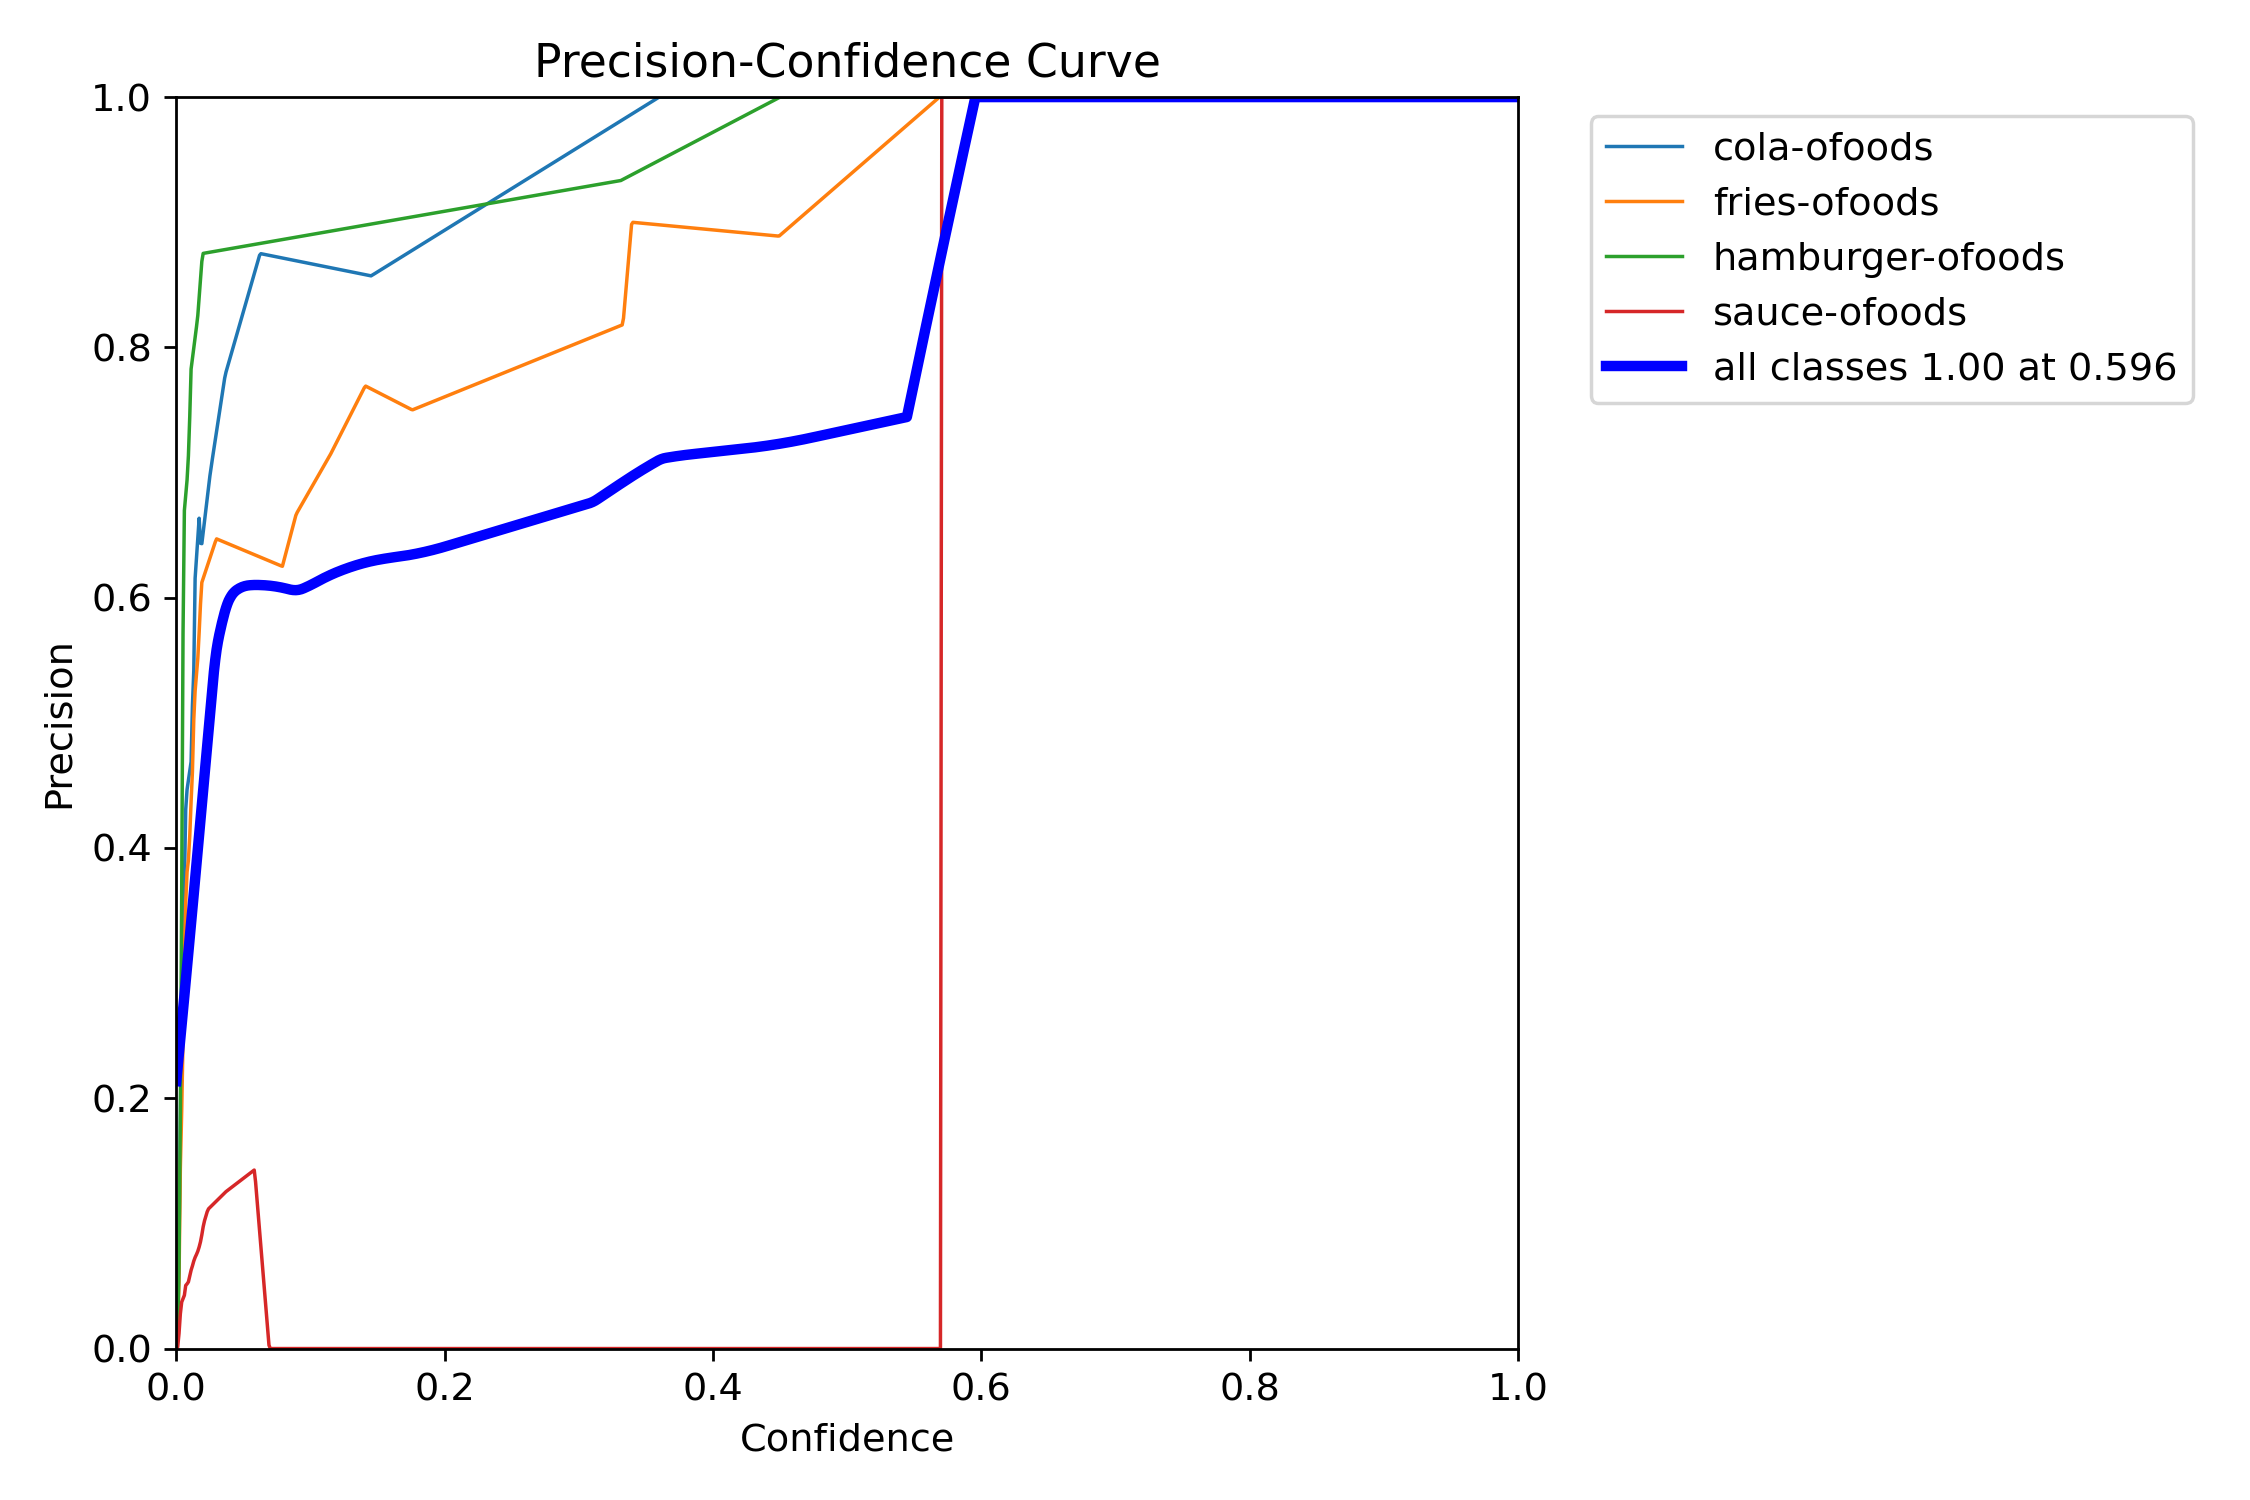 Precision-Confidence Curve
1.0
0.8
0.6
0.4
0.2
0.0
Precision
0.0 0.2 0.4 0.6 0.8 1.0
Confidence
cola-ofoods
fries-ofoods
hamburger-ofoods
sauce-ofoods
all classes 1.00 at 0.596